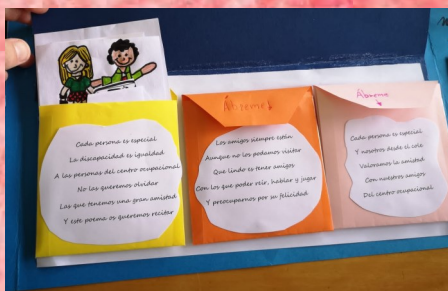 Cada persona es especial
La discapacidad es igualdad
A las personas del centro ocupacional
No las queremos olvidar
Las que tenemos una gran amistad
Y este poema os queremos recitar
Ábreme
Los amigos siempre están
Aunque no los podamos visitar
Que lindo es tener amigos
Con los que poder reír, hablar y jugar
Y preocuparnos por su felicidad
Ábreme
Cada persona es especial
Y nosotros desde el cole
Valoramos la amistad
Con nuestros amigos
Del centro ocupacional